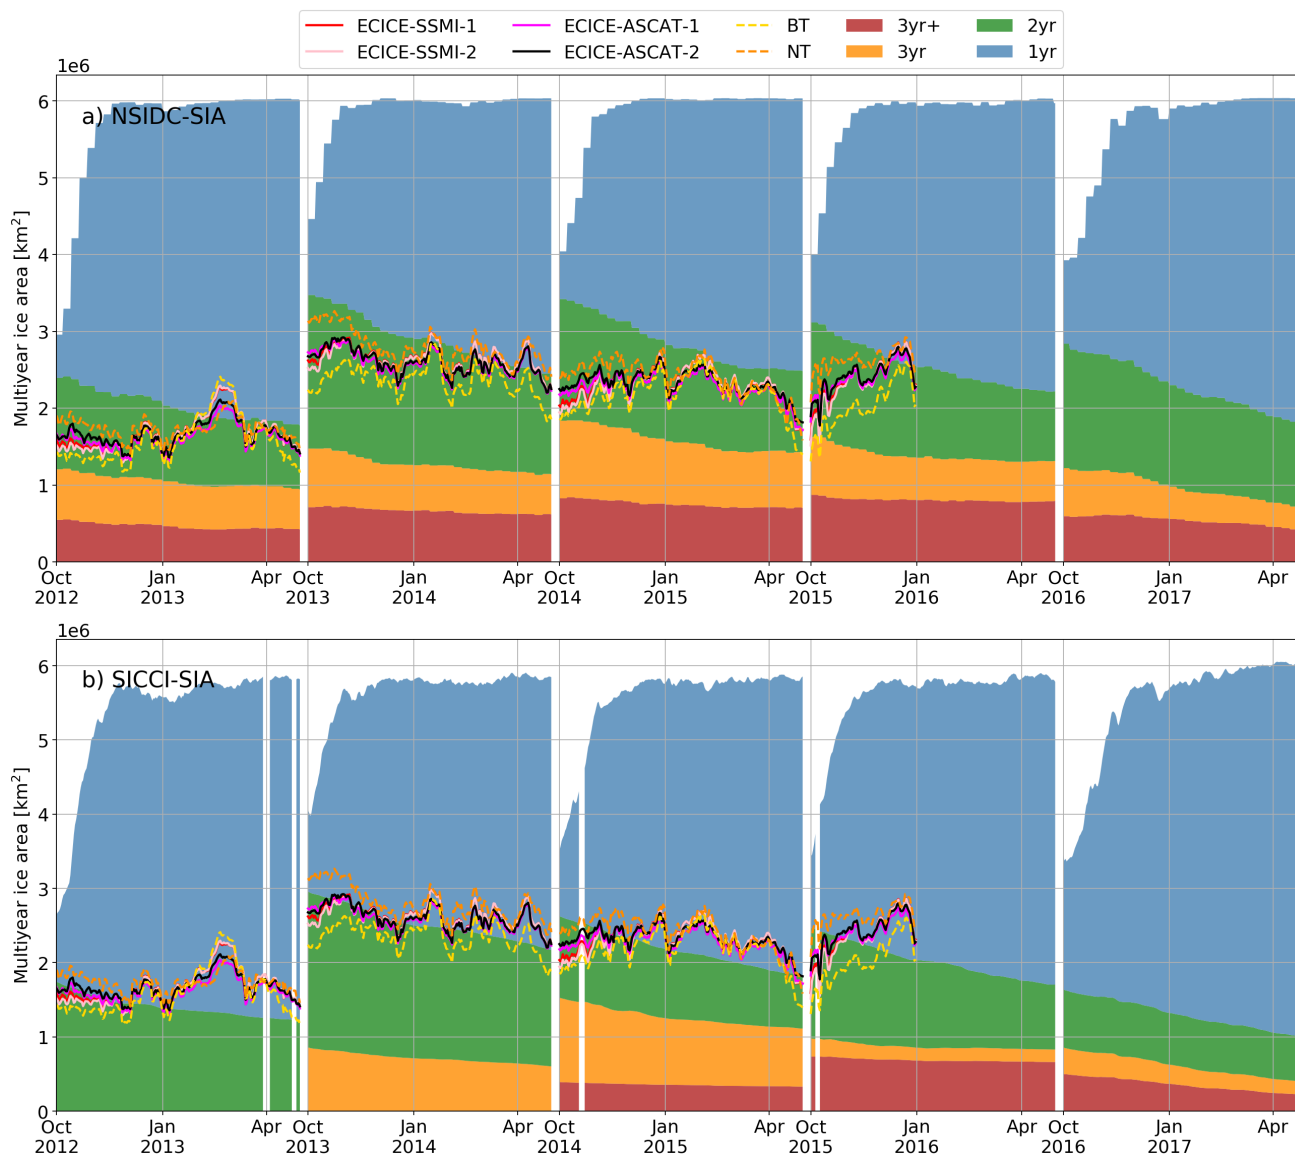 ECICE-SSMI-1 ECICE-ASCAT-1 BT 3yr+ 2yr
ECICE-SSMI-2 ECICE-ASCAT-2 NT 3yr 1yr
1e6
a) NSIDC-SIA
Multiyear ice area [km²]
6
5
4
3
2
1
0
Oct Jan Apr Oct Jan Apr Oct Jan Apr Oct Jan Apr Oct Jan Apr
2012 2013 2013 2014 2014 2015 2015 2016 2016 2017
1e6
b) SICCI-SIA
Multiyear ice area [km²]
6
5
4
3
2
1
0
Oct Jan Apr Oct Jan Apr Oct Jan Apr Oct Jan Apr Oct Jan Apr
2012 2013 2013 2014 2014 2015 2015 2016 2016 2017